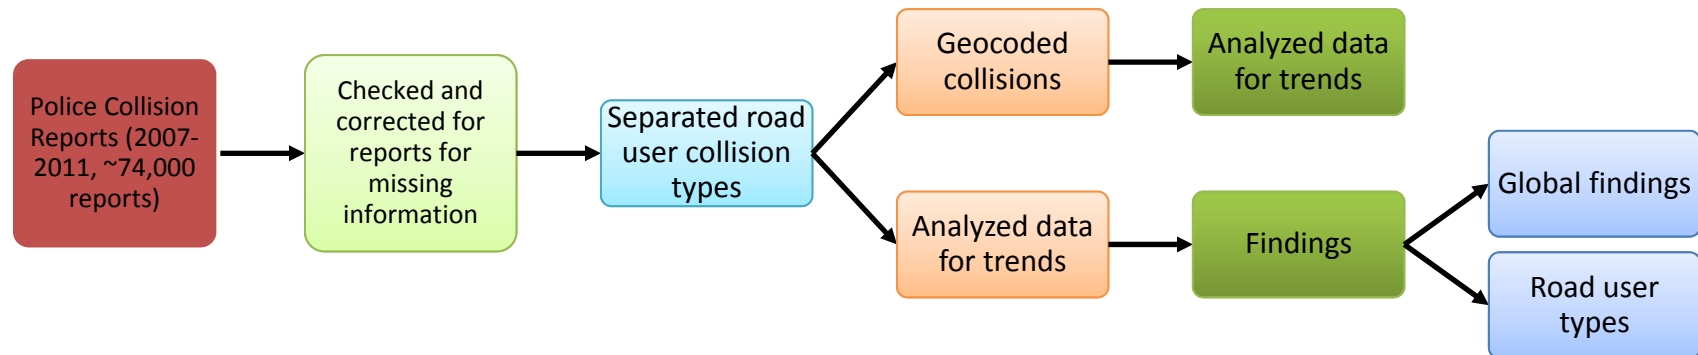 Police Collision
Reports (2007-
2011, ~74,000
reports)
Checked and
corrected for
reports for
missing
information
Separated road
user collision
types
Geocoded
collisions
Analyzed data
for trends
Analyzed data
for trends
Findings
Global findings
Road user
types